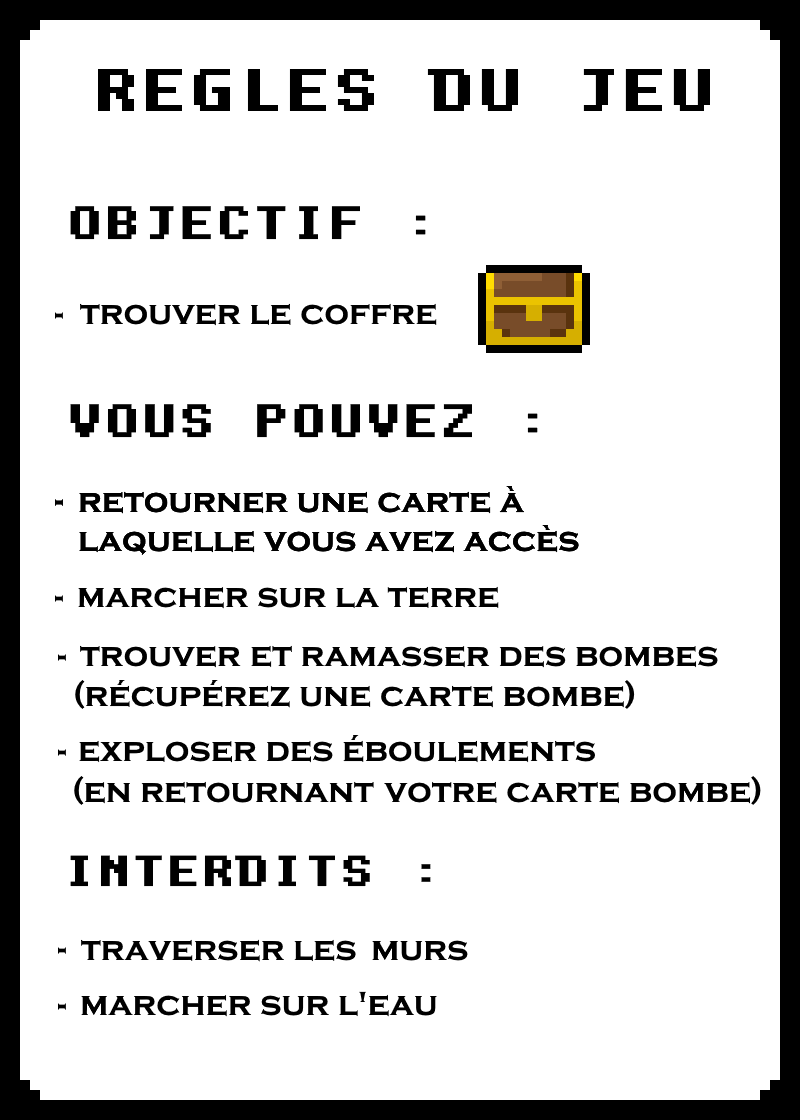 REGLES DU JEU
OBJECTIF :
- TROUVER LE COFFRE
VOUS POUVEZ :
- RETOURNER UNE CARTE À
LAQUELLE VOUS AVEZ ACCÈS
- MARCHER SUR LA TERRE
- TROUVER ET RAMASSER DES BOMBES
(RÉCUPÉREZ UNE CARTE BOMBE)
- EXPLOSER DES ÉBOULEMENTS
(EN RETOURNANT VOTRE CARTE BOMBE)
INTERDITS :
- TRAVERSER LES MURS
- MARCHER SUR L'EAU